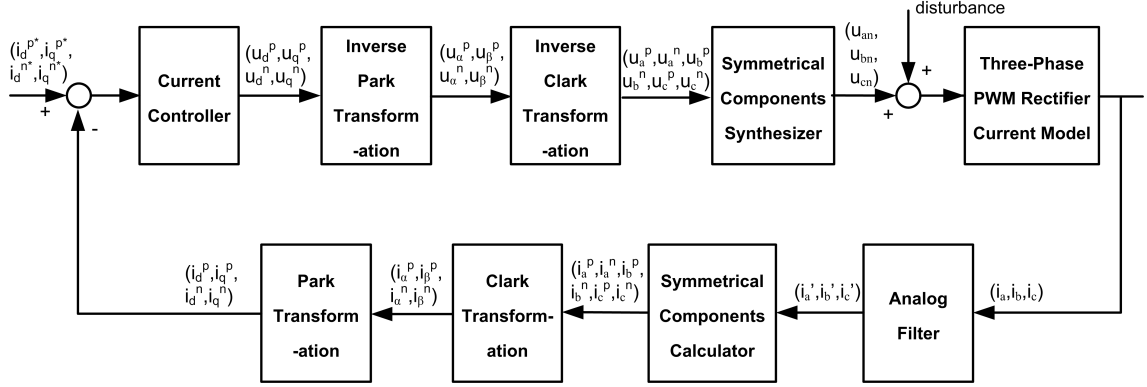 disturbance
(i_d^p*,i_q^p*,
i_d^n*,i_q^n*)
+
-
Current
Controller
(u_d^p,u_q^p,
u_d^n,u_q^n)
Inverse
Park
Transform
-ation
(u_α^p,u_β^p,
u_α^n,u_β^n)
Inverse
Clark
Transform
-ation
(u_a^p,u_a^n,u_b^p
u_b^n,u_c^p,u_c^n)
Symmetrical
Components
Synthesizer
(u_an,
u_bn,
u_cn)
+
+
Three-Phase
PWM Rectifier
Current Model
(i_d^p,i_q^p,
i_d^n,i_q^n)
Park
Transform
-ation
(i_α^p,i_β^p,
i_α^n,i_β^n)
Clark
Transform-
ation
(i_a^p,i_a^n,i_b^p,
i_b^n,i_c^p,i_c^n)
Symmetrical
Components
Calculator
(i_a',i_b',i_c')
Analog
Filter
(i_a,i_b,i_c)